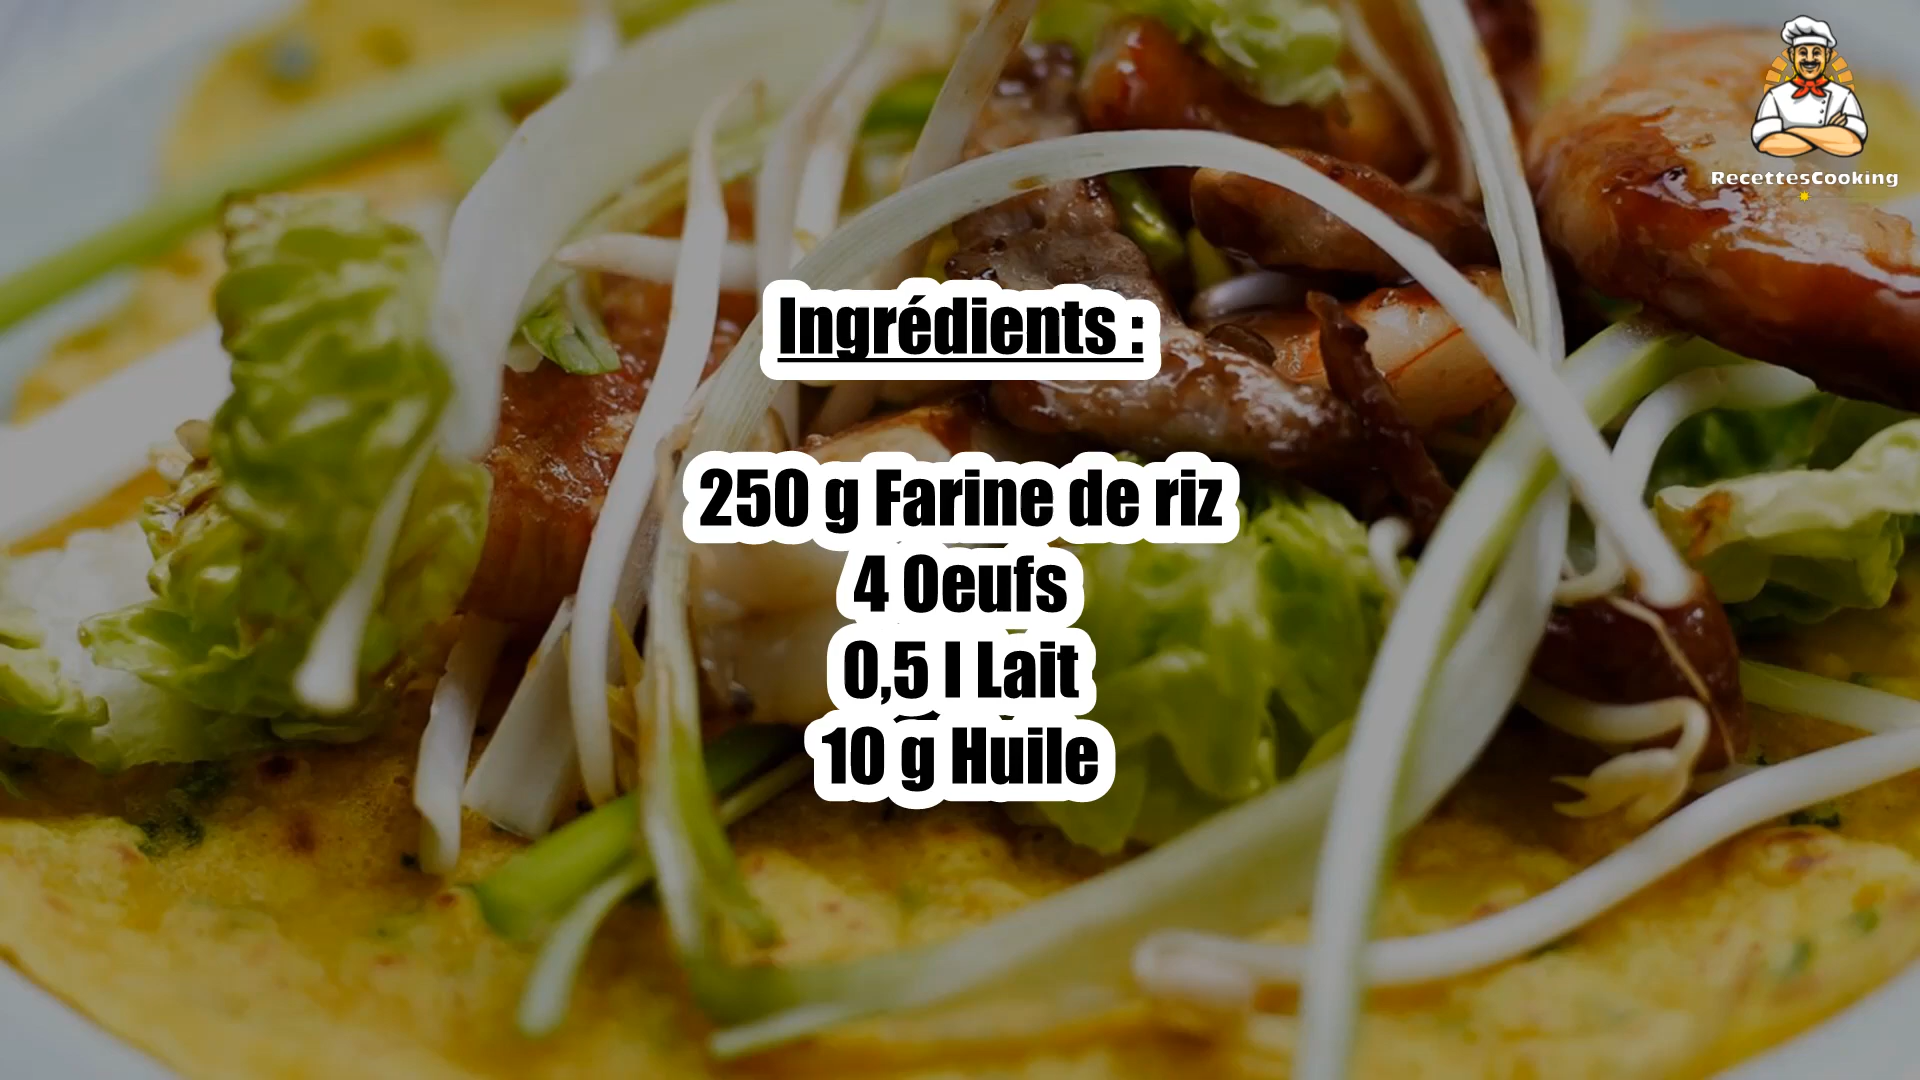 RecettesCooking
Ingrédients :
250 g Farine de riz
4 Oeufs
0,5 l Lait
10 g Huile